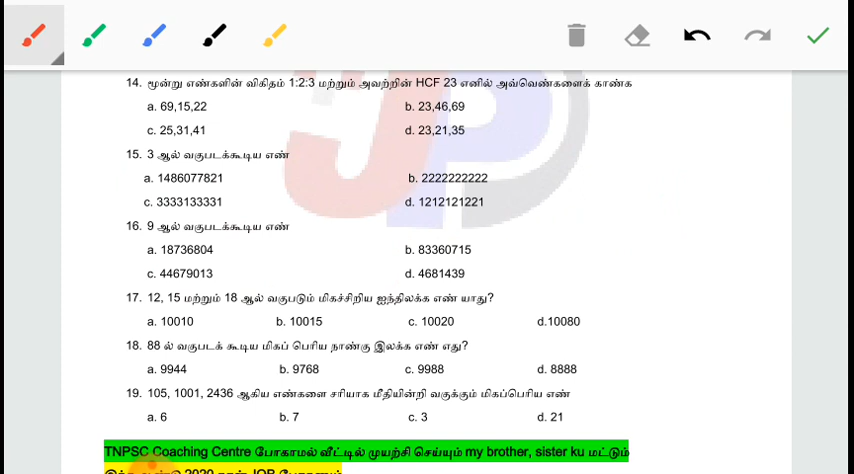 14. மூன்று எண்களின் விகிதம் 1:2:3 மற்றும் அவற்றின் HCF 23 எனில் அவ்வெண்களைக் காண்க
a. 69,15,22 b. 23,46,69
c. 25,31,41 d. 23,21,35
15. 3 ஆல் வகுபடக்கூடிய எண்
a. 1486077821 b. 2222222222
c. 3333133331 d. 1212121221
16. 9 ஆல் வகுபடக்கூடிய எண்
a. 18736804 b. 83360715
c. 44679013 d. 4681439
17. 12, 15 மற்றும் 18 ஆல் வகுபடும் மிகச்சிறிய ஐந்திலக்க எண் யாது?
a. 10010 b. 10015 c. 10020 d.10080
18. 88 ல் வகுபடக் கூடிய மிகப் பெரிய நான்கு இலக்க எண் எது?
a. 9944 b. 9768 c. 9988 d. 8888
19. 105, 1001, 2436 ஆகிய எண்களை சரியாக மீதியின்றி வகுக்கும் மிகப்பெரிய எண்
a. 6 b. 7 c. 3 d. 21
TNPSC Coaching Centre போகாமல் வீட்டில் முயற்சி செய்யும் my brother, sister ku மட்டும்
2020 JOB